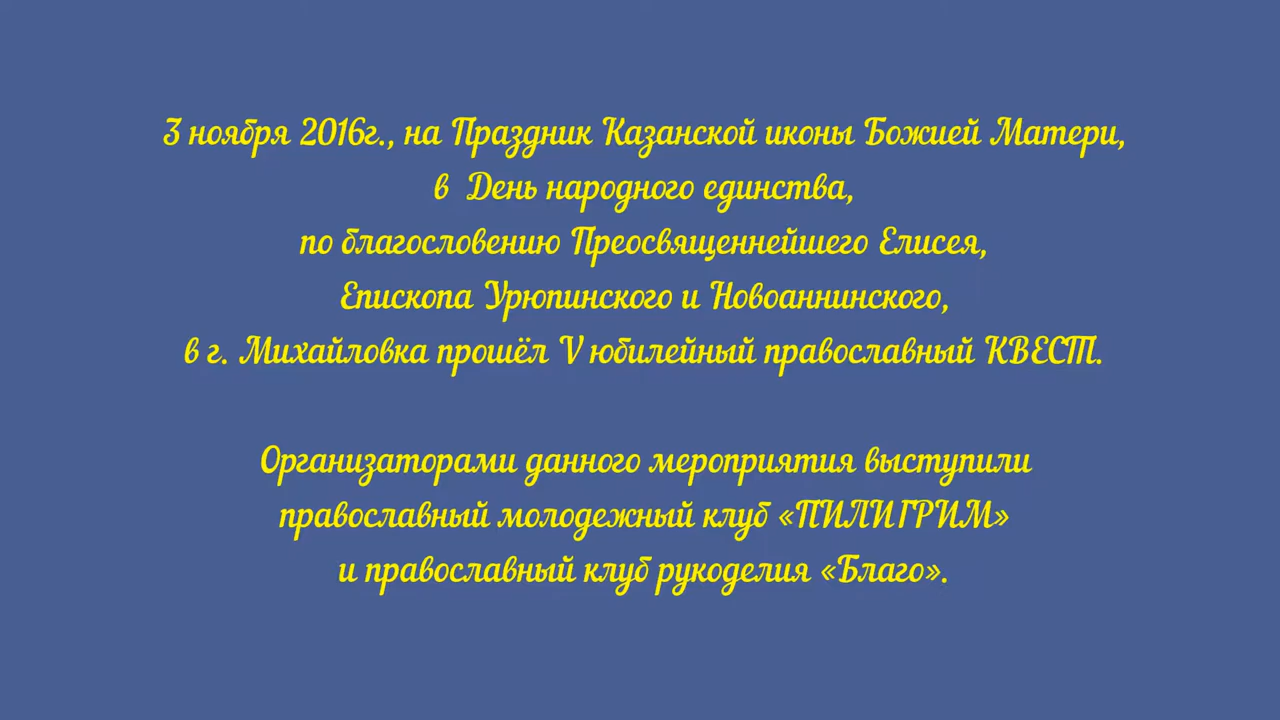 3 ноября 2016г., на Праздник Казанской иконы Божией Матери,
в День народного единства,
по благословению Преосвященнейшего Елисея,
Епископа Урюпинского и Новоаннинского,
в г. Михайловка прошёл V юбилейный православный КВЕСТ.
Организаторами данного мероприятия выступили
православный молодежный клуб «ПИЛИГРИМ»
и православный клуб рукоделия «Благо».